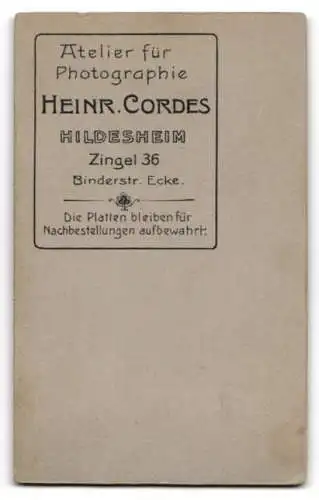 Atelier für
Photographie
HEINR. CORDES
HILDESHEIM
Zingel 36
Binderstr. Ecke.
Die Platten bleiben für
Nachbestellungen aufbewahrt.